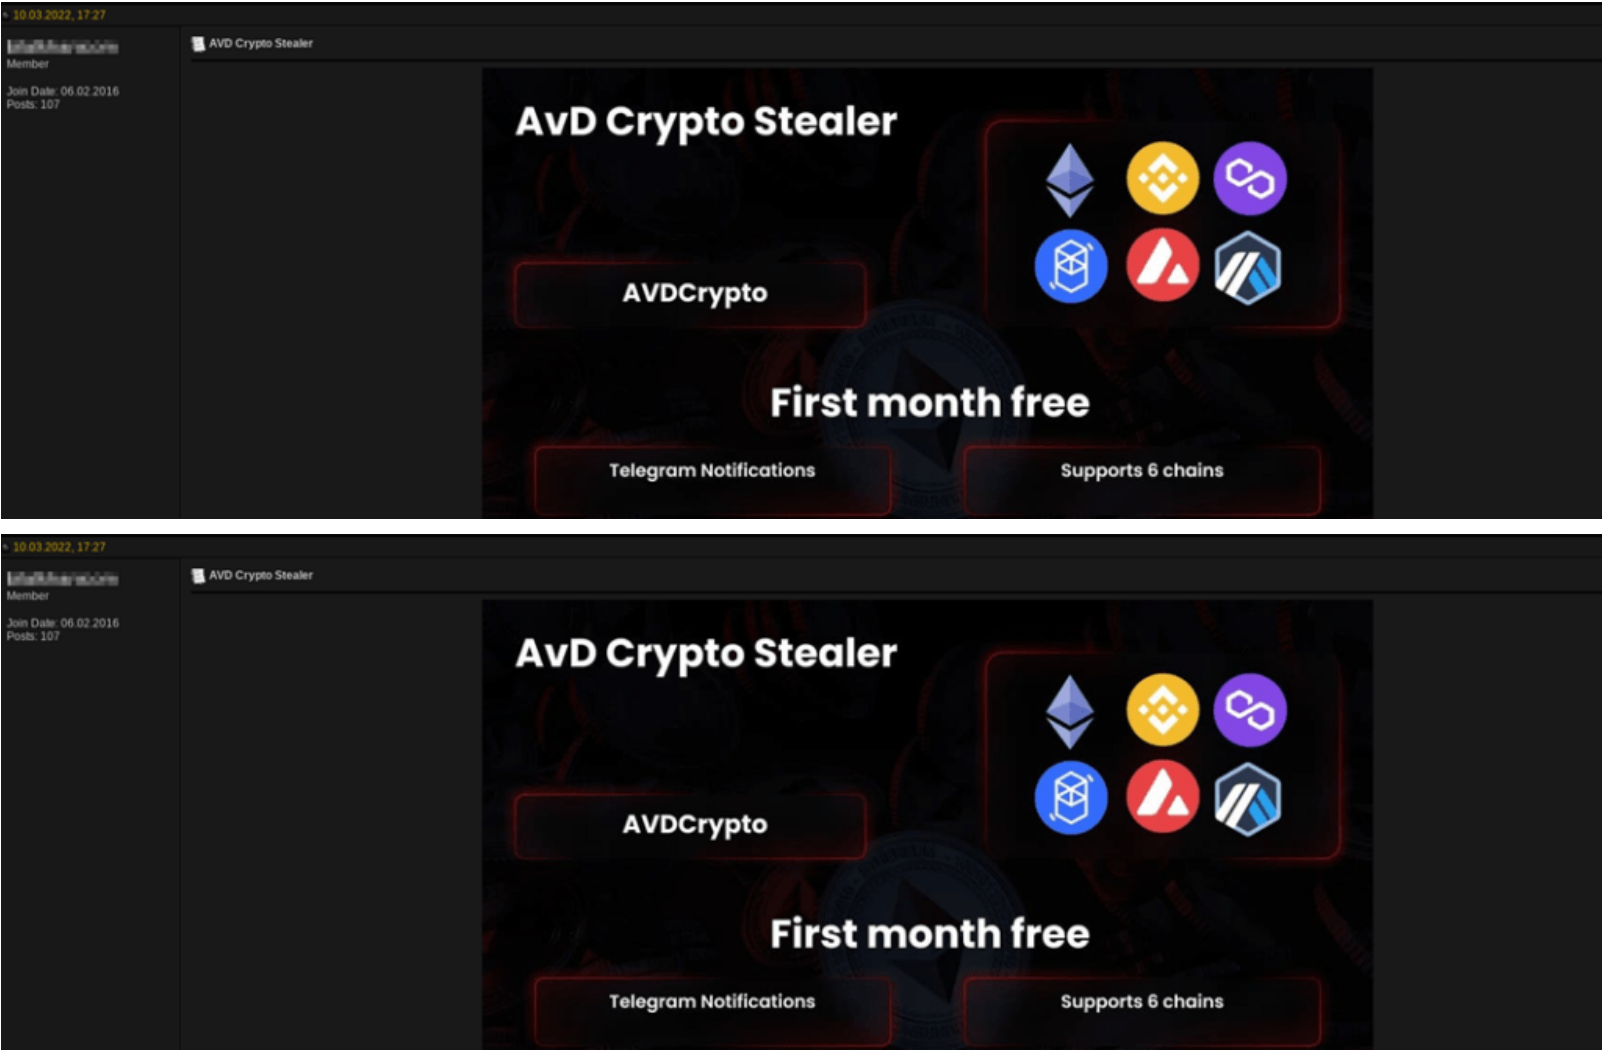 10.03.2022, 17:27
Member
Join Date: 06.02.2016
Posts: 107
AVD Crypto Stealer
AvD Crypto Stealer
AVDCrypto
First month free
Telegram Notifications
Supports 6 chains
10.03.2022, 17:27
Member
Join Date: 06.02.2016
Posts: 107
AVD Crypto Stealer
AvD Crypto Stealer
AVDCrypto
First month free
Telegram Notifications
Supports 6 chains